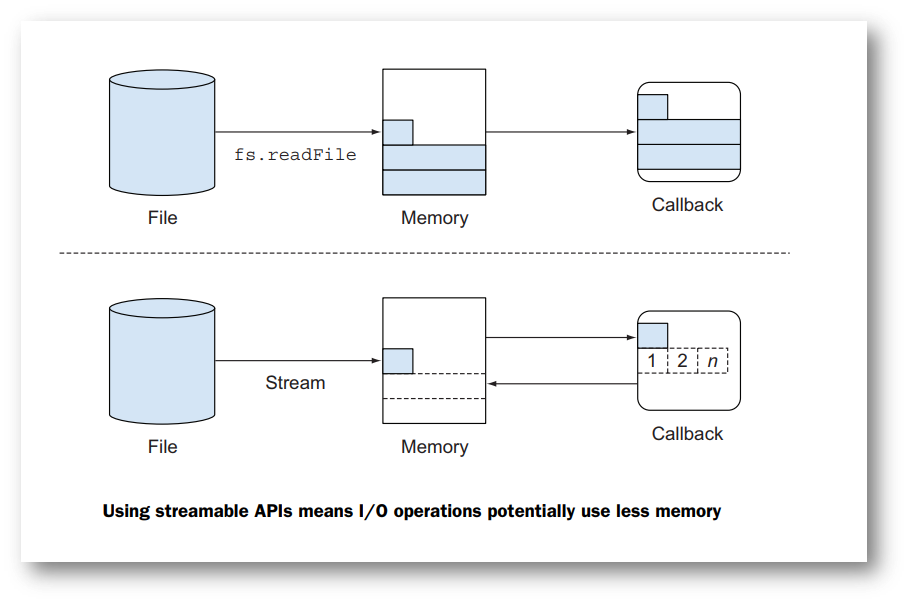 fs.readFile
File
Memory
Callback
Stream
1 2 n
File
Memory
Callback
Using streamable APIs means I/O operations potentially use less memory